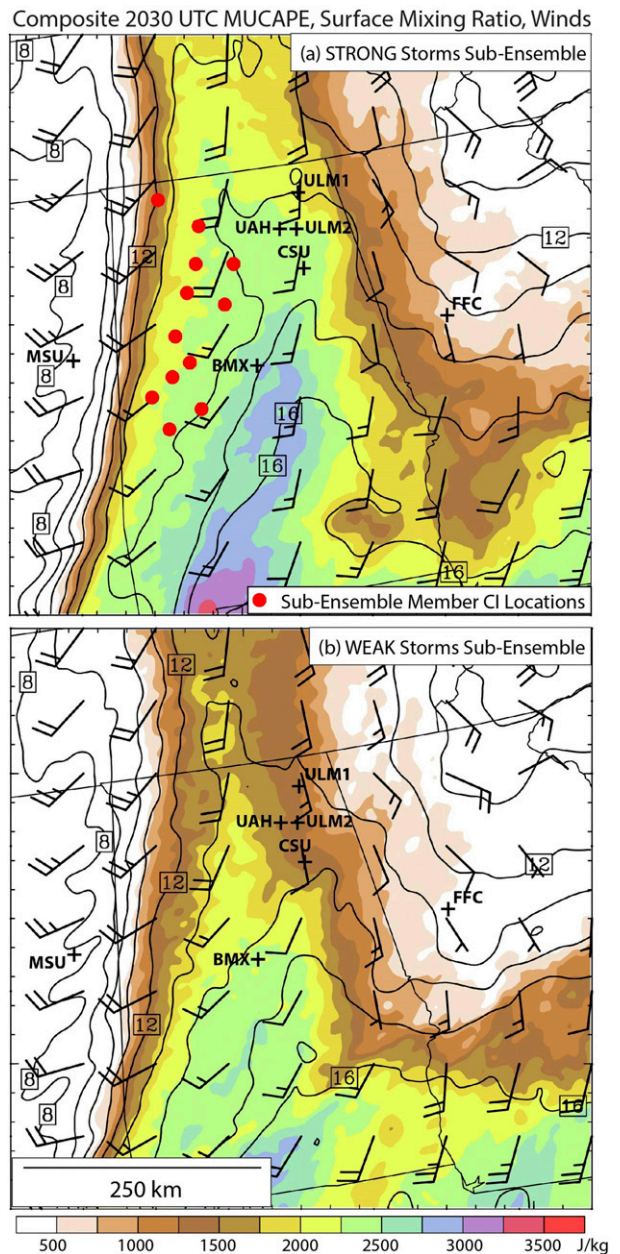 Composite 2030 UTC MUCAPE, Surface Mixing Ratio, Winds
(a) STRONG Storms Sub-Ensemble
8
8
ULM1
UAH ULM2
12
12
CSU
8
FFC
MSU
8
BMX
16
16
8
16
Sub-Ensemble Member CI Locations
(b) WEAK Storms Sub-Ensemble
12
8
ULM1
UAH ULM2
8
CSU
12
12
FFC
MSU
BMX
12
8
16
16
8
250 km
500 1000 1500 2000 2500 3000 3500 J/kg